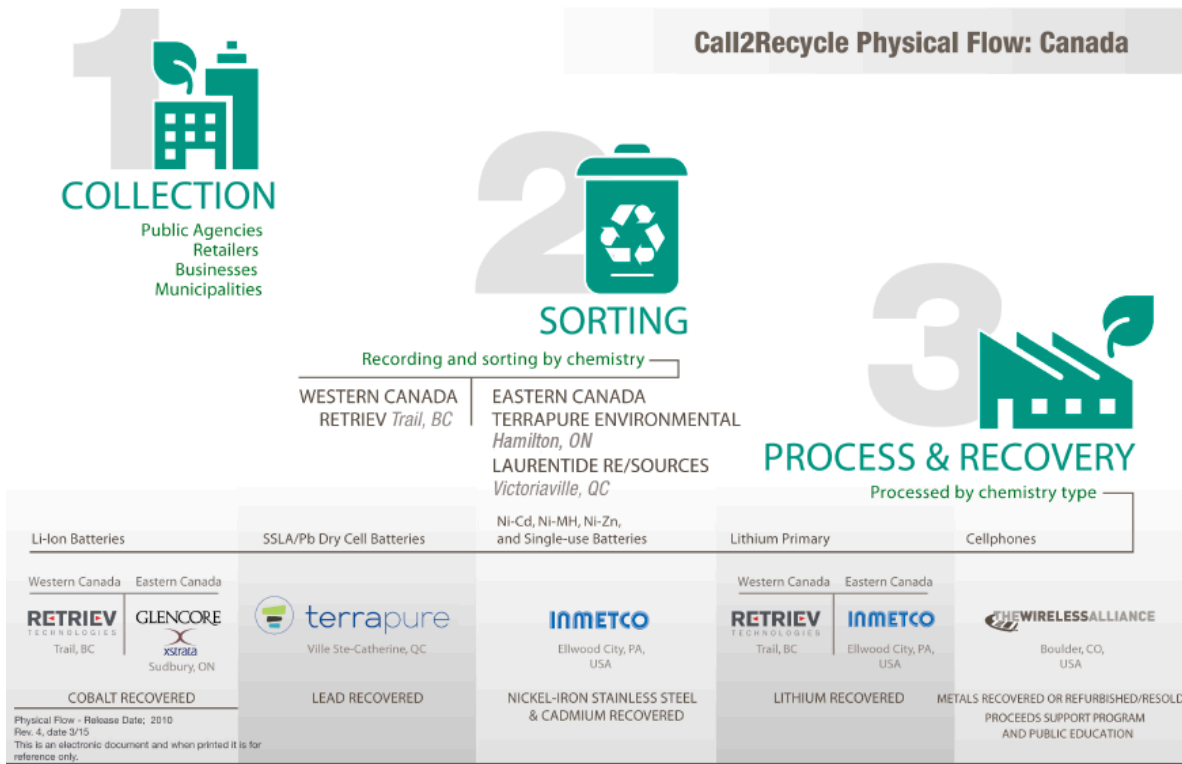 Call2Recycle Physical Flow: Canada
1
COLLECTION
Public Agencies
Retailers
Businesses
Municipalities
2
SORTING
Recording and sorting by chemistry
WESTERN CANADA
RETRIEV Trail, BC
EASTERN CANADA
TERRAPURE ENVIRONMENTAL
Hamilton, ON
LAURENTIDE RE/SOURCES
Victoriaville, QC
3
PROCESS & RECOVERY
Processed by chemistry type
Li-Ion Batteries
Western Canada
RETRIEV
TECHNOLOGIES
Trail, BC
Eastern Canada
GLENCORE
xstrata
Sudbury, ON
COBALT RECOVERED
SSLA/Pb Dry Cell Batteries
terrapure
Ville Ste-Catherine, QC
LEAD RECOVERED
Ni-Cd, Ni-MH, Ni-Zn,
and Single-use Batteries
INMETCO
Ellwood City, PA,
USA
NICKEL-IRON STAINLESS STEEL
& CADMIUM RECOVERED
Lithium Primary
Western Canada
RETRIEV
TECHNOLOGIES
Trail, BC
Eastern Canada
INMETCO
Ellwood City, PA,
USA
LITHIUM RECOVERED
Cellphones
THEWIRELESSALLIANCE
Boulder, CO,
USA
METALS RECOVERED OR REFURBISHED/RESOLD
PROCEEDS SUPPORT PROGRAM
AND PUBLIC EDUCATION
Physical Flow - Release Date; 2010
Rev. 4, date 3/15
This is an electronic document and when printed it is for
reference only.